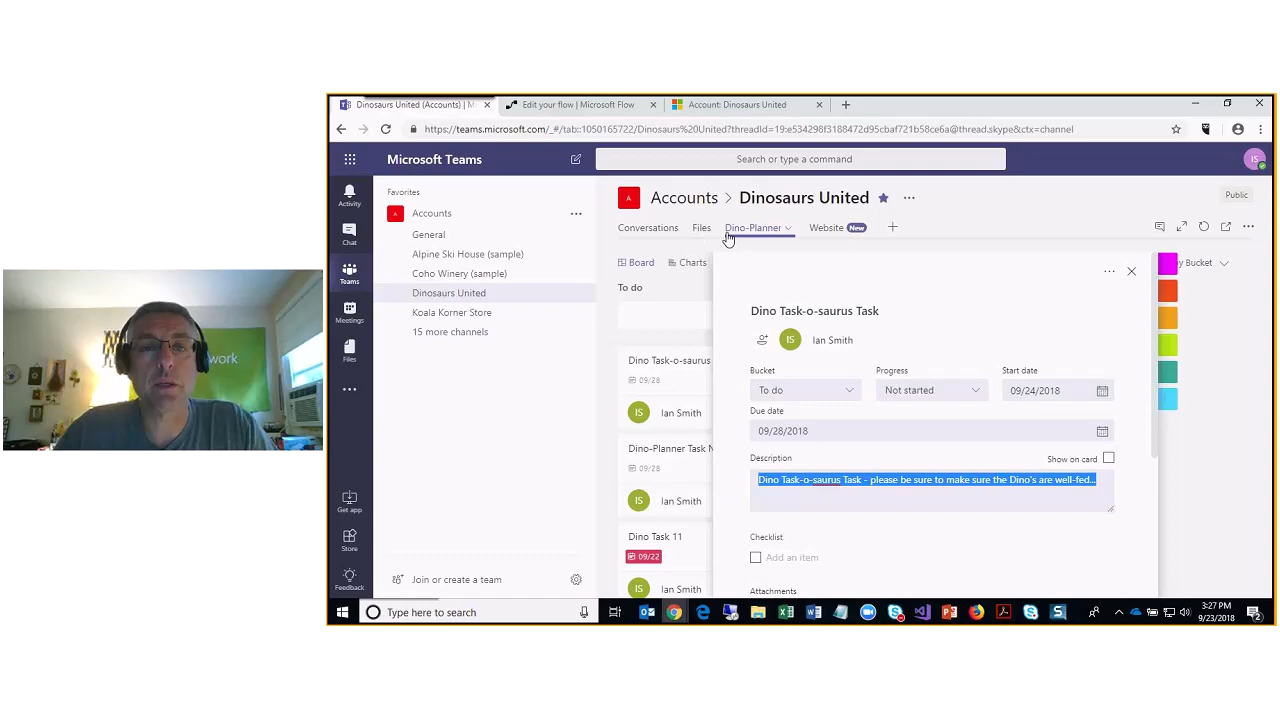 Dinosaurs United (Accounts) | M
Edit your flow | Microsoft Flow
Account: Dinosaurs United
https://teams.microsoft.com/_#/tab::1050165722/Dinosaurs%20United?threadId=19:e534298f3188472d95cbaf721b58ce6a@thread.skype&ctx=channel
Microsoft Teams
Search or type a command
IS
Activity
Chat
Teams
Meetings
Files
Get app
Store
Feedback
Favorites
A Accounts
General
Alpine Ski House (sample)
Coho Winery (sample)
Dinosaurs United
Koala Korner Store
15 more channels
Join or create a team
A Accounts > Dinosaurs United
Public
Conversations Files Dino-Planner Website New
Board Charts
y Bucket
To do
Dino Task-o-saurus
09/28
IS Ian Smith
Dino-Planner Task N
09/28
IS Ian Smith
Dino Task 11
09/22
IS Ian Smith
Dino Task-o-saurus Task
IS Ian Smith
Bucket Progress Start date
To do Not started 09/24/2018
Due date
09/28/2018
Description Show on card
Dino Task-o-saurus Task - please be sure to make sure the Dino's are well-fed...
Checklist
Add an item
Attachments
Type here to search
3:27 PM
9/23/2018
2
work